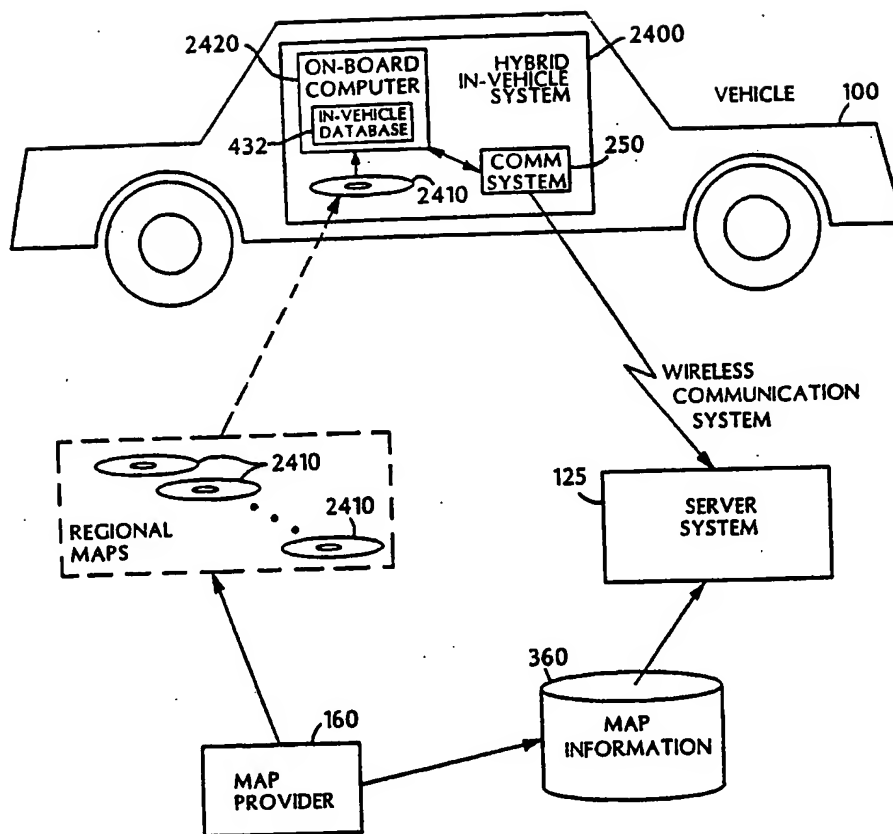 2420
ON-BOARD
COMPUTER
IN-VEHICLE
DATABASE
432
HYBRID
IN-VEHICLE
SYSTEM
2400
VEHICLE
100
COMM
SYSTEM
250
2410
WIRELESS
COMMUNICATION
SYSTEM
2410
2410
REGIONAL
MAPS
125
SERVER
SYSTEM
360
MAP
INFORMATION
160
MAP
PROVIDER